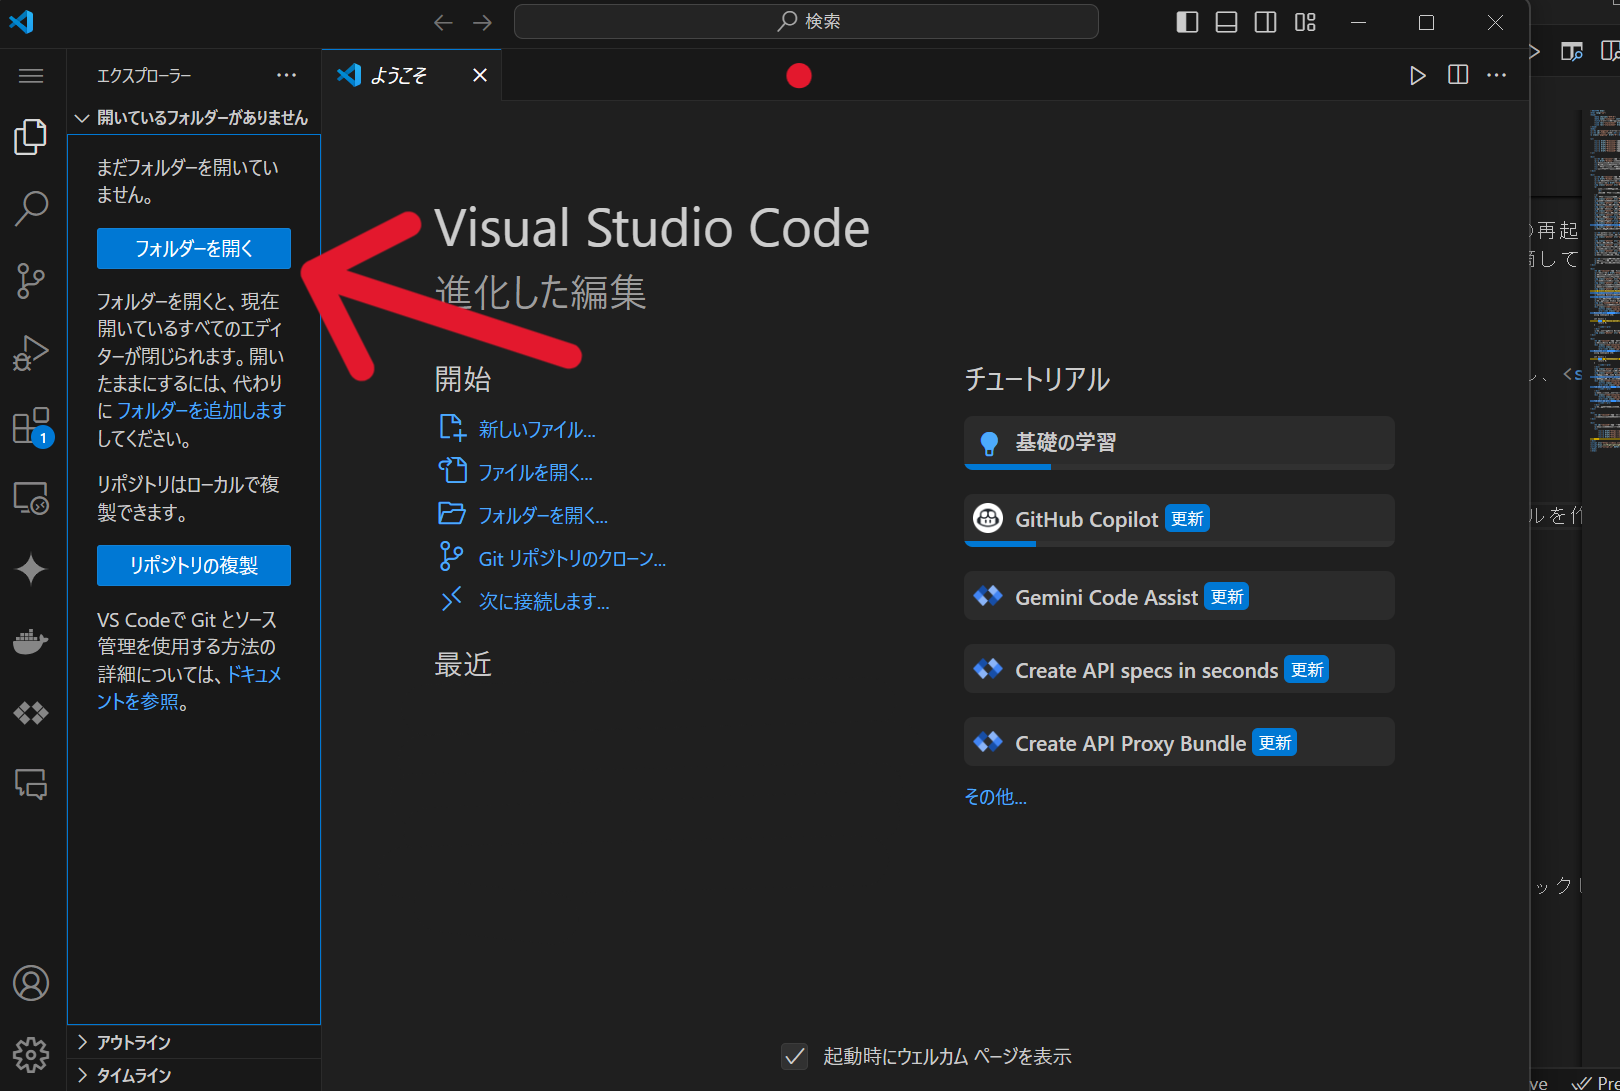 検索
エクスプローラー
ようこそ
開いているフォルダーがありません
まだフォルダーを開いてい
ません。
フォルダーを開く
フォルダーを開くと、現在
開いているすべてのエディ
ターが閉じられます。開い
たままにするには、代わり
に フォルダーを追加します
してください。
リポジトリはローカルで複
製できます。
リポジトリの複製
VS Codeで Git とソース
管理を使用する方法の
詳細については、ドキュメ
ントを参照。
アウトライン
タイムライン
1
Visual Studio Code
進化した編集
開始
新しいファイル...
ファイルを開く...
フォルダーを開く...
Git リポジトリのクローン...
次に接続します...
最近
チュートリアル
基礎の学習
GitHub Copilot 更新
Gemini Code Assist 更新
Create API specs in seconds 更新
Create API Proxy Bundle 更新
その他...
起動時にウェルカム ページを表示
の再起
して
、<s
ルを作
ックし
ve
Pre